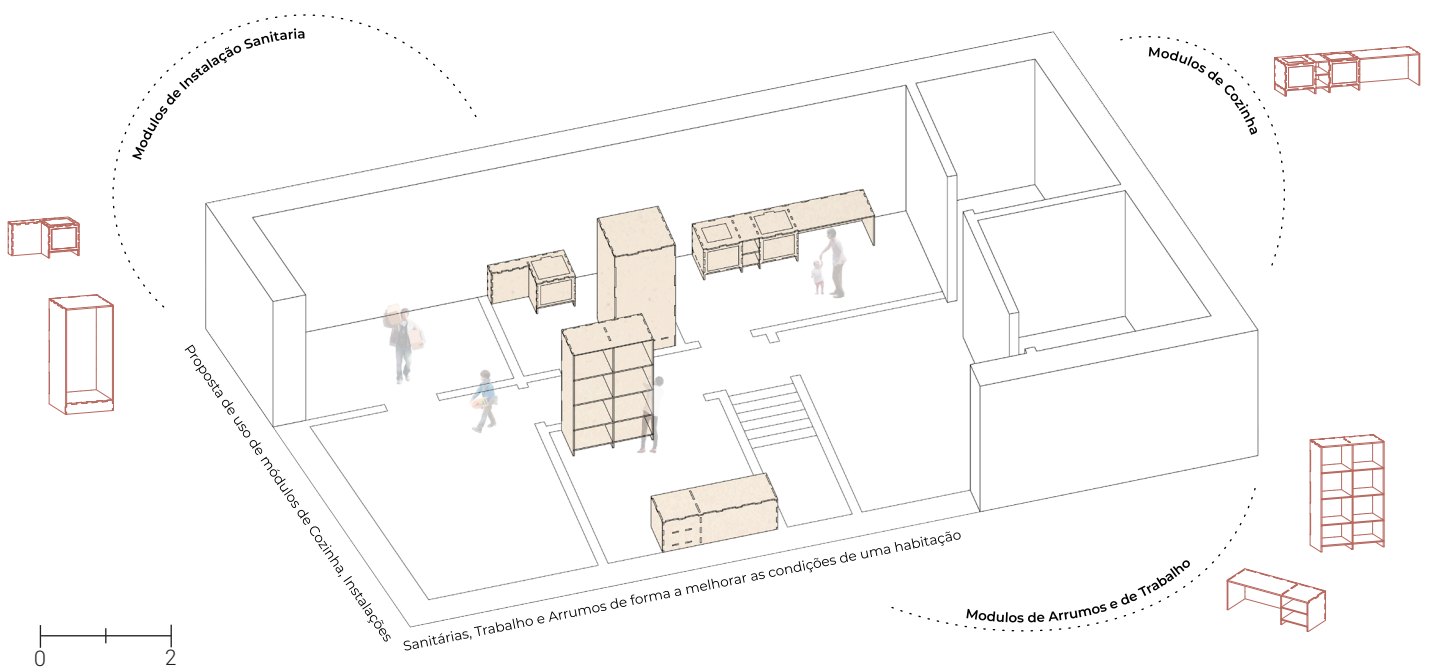 Modulos de Instalação Sanitaria
Modulos de Cozinha
Proposta de uso de módulos de Cozinha, Instalações
Sanitárias, Trabalho e Arrumos de forma a melhorar as condições de uma habitação
Modulos de Arrumos e de Trabalho
0 2